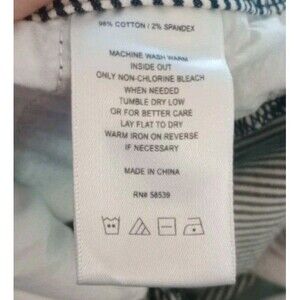 98% COTTON / 2% SPANDEX
MACHINE WASH WARM
INSIDE OUT
ONLY NON-CHLORINE BLEACH
WHEN NEEDED
TUMBLE DRY LOW
OR FOR BETTER CARE
LAY FLAT TO DRY
WARM IRON ON REVERSE
IF NECESSARY
MADE IN CHINA
RN# 58539